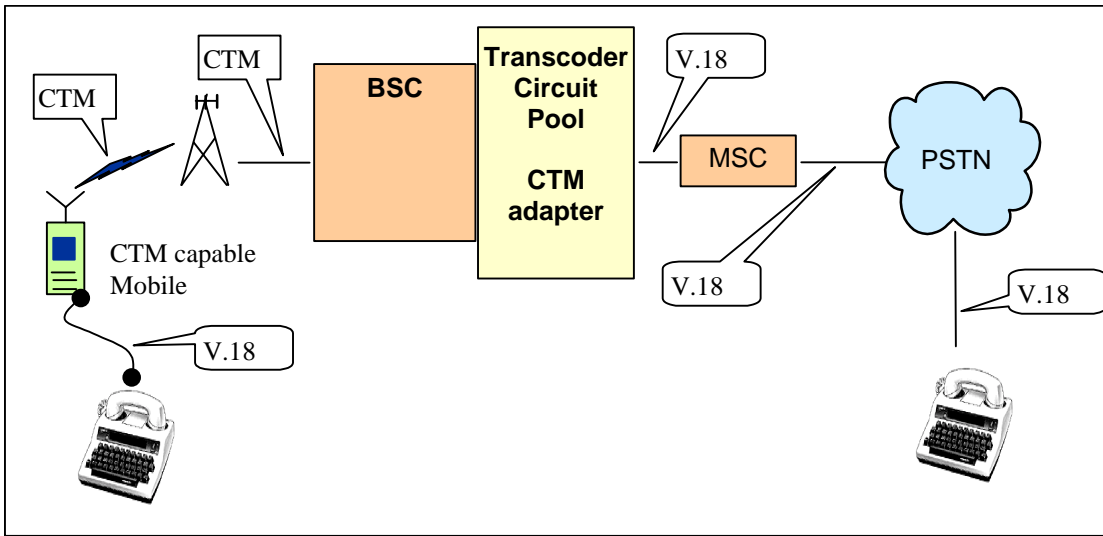 CTM
CTM
BSC
Transcoder
Circuit
Pool
CTM
adapter
V.18
MSC
PSTN
CTM capable
Mobile
V.18
V.18
V.18